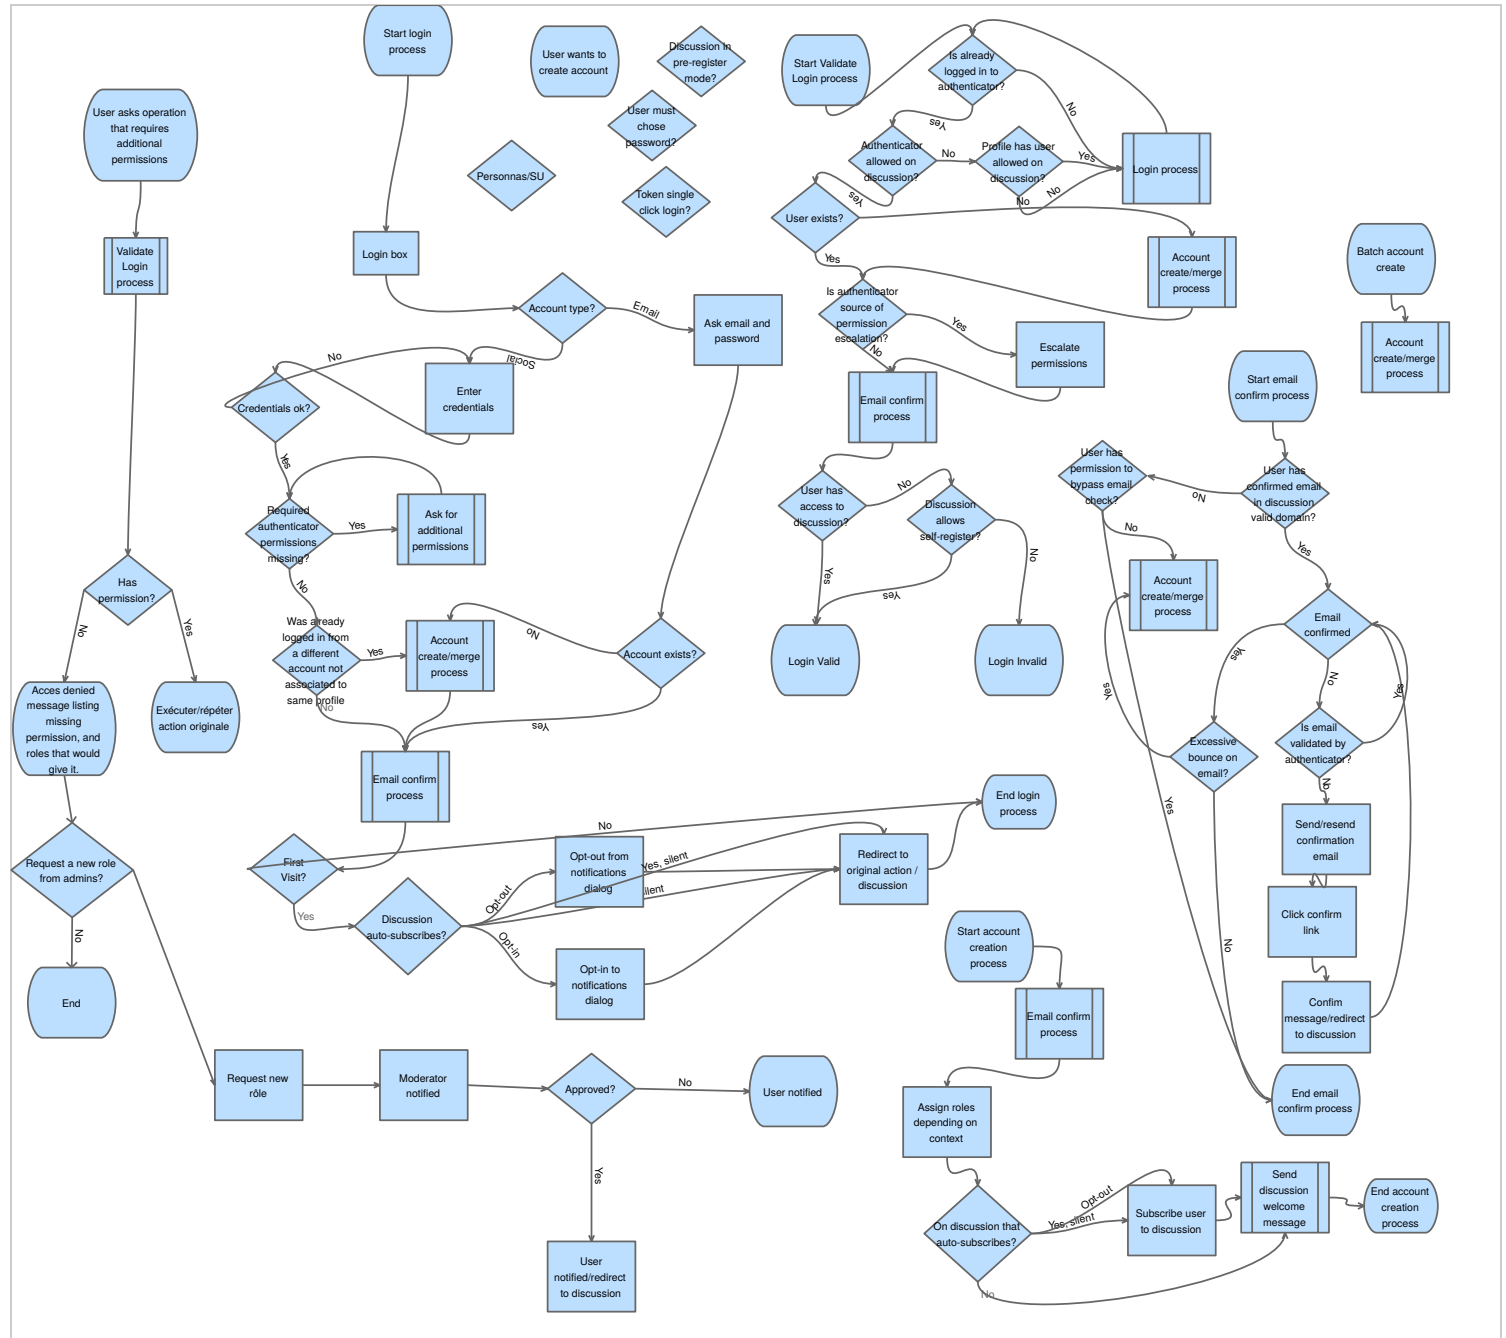 Start login
process
User wants to
create account
Discussion in
pre-register
mode?
Start Validate
Login process
Is already
logged in to
authenticator?
No
Yes
User asks operation
that requires
additional
permissions
User must
chose
password?
Authenticator
allowed on
discussion?
No
Profile has user
allowed on
discussion?
Yes
No
No
Login process
Personnas/SU
Token single
click login?
Yes
User exists?
Yes
Validate
Login
process
Login box
Account
create/merge
process
Batch account
create
Account type?
Email
Social
Ask email and
password
Is authenticator
source of
permission
escalation?
Yes
No
Escalate
permissions
Account
create/merge
process
No
Credentials ok?
Yes
Enter
credentials
Email confirm
process
Start email
confirm process
User has
permission to
bypass email
check?
No
User has
confirmed email
in discussion
valid domain?
Yes
No
Required
authenticator
permissions
missing?
Yes
No
Ask for
additional
permissions
User has
access to
discussion?
No
Yes
Discussion
allows
self-register?
No
Yes
Has
permission?
No
Yes
Account
create/merge
process
Email
confirmed
Yes
No
Was already
logged in from
a different
account not
associated to
same profile
Yes
No
Account
create/merge
process
No
Account exists?
Yes
Login Valid
Login Invalid
Yes
Yes
Acces denied
message listing
missing
permission, and
roles that would
give it.
Exécuter/répéter
action originale
Excessive
bounce on
email?
Is email
validated by
authenticator?
No
Yes
No
Email confirm
process
End login
process
Send/resend
confirmation
email
Request a new role
from admins?
No
First
Visit?
No
Yes
Opt-out from
notifications
dialog
Yes, silent
silent
Redirect to
original action /
discussion
Discussion
auto-subscribes?
Opt-out
Opt-in
Click confirm
link
Start account
creation
process
Opt-in to
notifications
dialog
End
Email confirm
process
Confim
message/redirect
to discussion
Request new
rôle
Moderator
notified
Approved?
No
Yes
User notified
Assign roles
depending on
context
End email
confirm process
User
notified/redirect
to discussion
On discussion that
auto-subscribes?
Opt-out
Yes, silent
No
Subscribe user
to discussion
Send
discussion
welcome
message
End account
creation
process